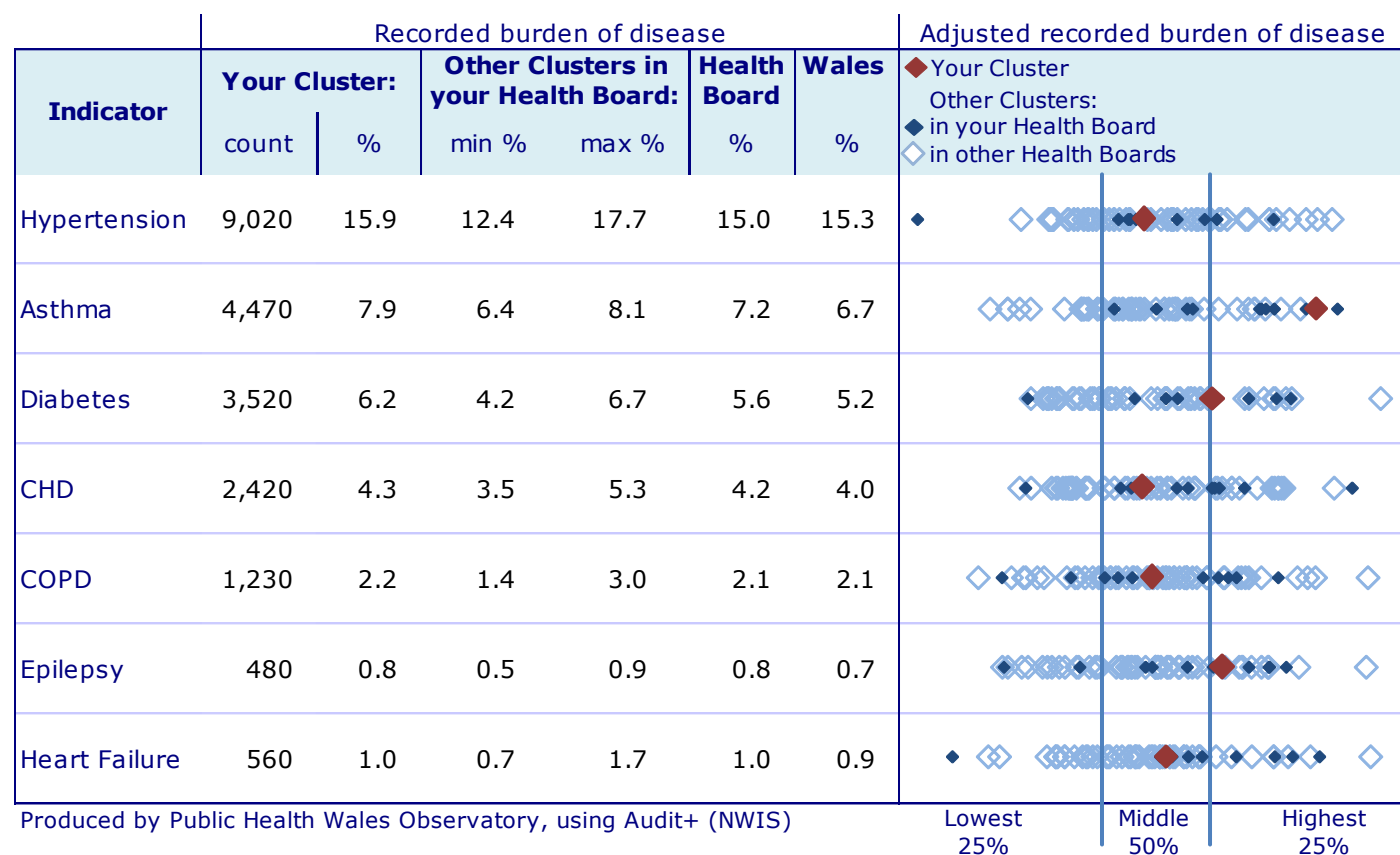 Recorded burden of disease Adjusted recorded burden of disease
Indicator Your Cluster: Other Clusters in your Health Board: Health Board Wales
count % min % max % % %
Your Cluster
Other Clusters:
in your Health Board
in other Health Boards
Hypertension 9,020 15.9 12.4 17.7 15.0 15.3
Asthma 4,470 7.9 6.4 8.1 7.2 6.7
Diabetes 3,520 6.2 4.2 6.7 5.6 5.2
CHD 2,420 4.3 3.5 5.3 4.2 4.0
COPD 1,230 2.2 1.4 3.0 2.1 2.1
Epilepsy 480 0.8 0.5 0.9 0.8 0.7
Heart Failure 560 1.0 0.7 1.7 1.0 0.9
Produced by Public Health Wales Observatory, using Audit+ (NWIS)
Lowest 25% Middle 50% Highest 25%